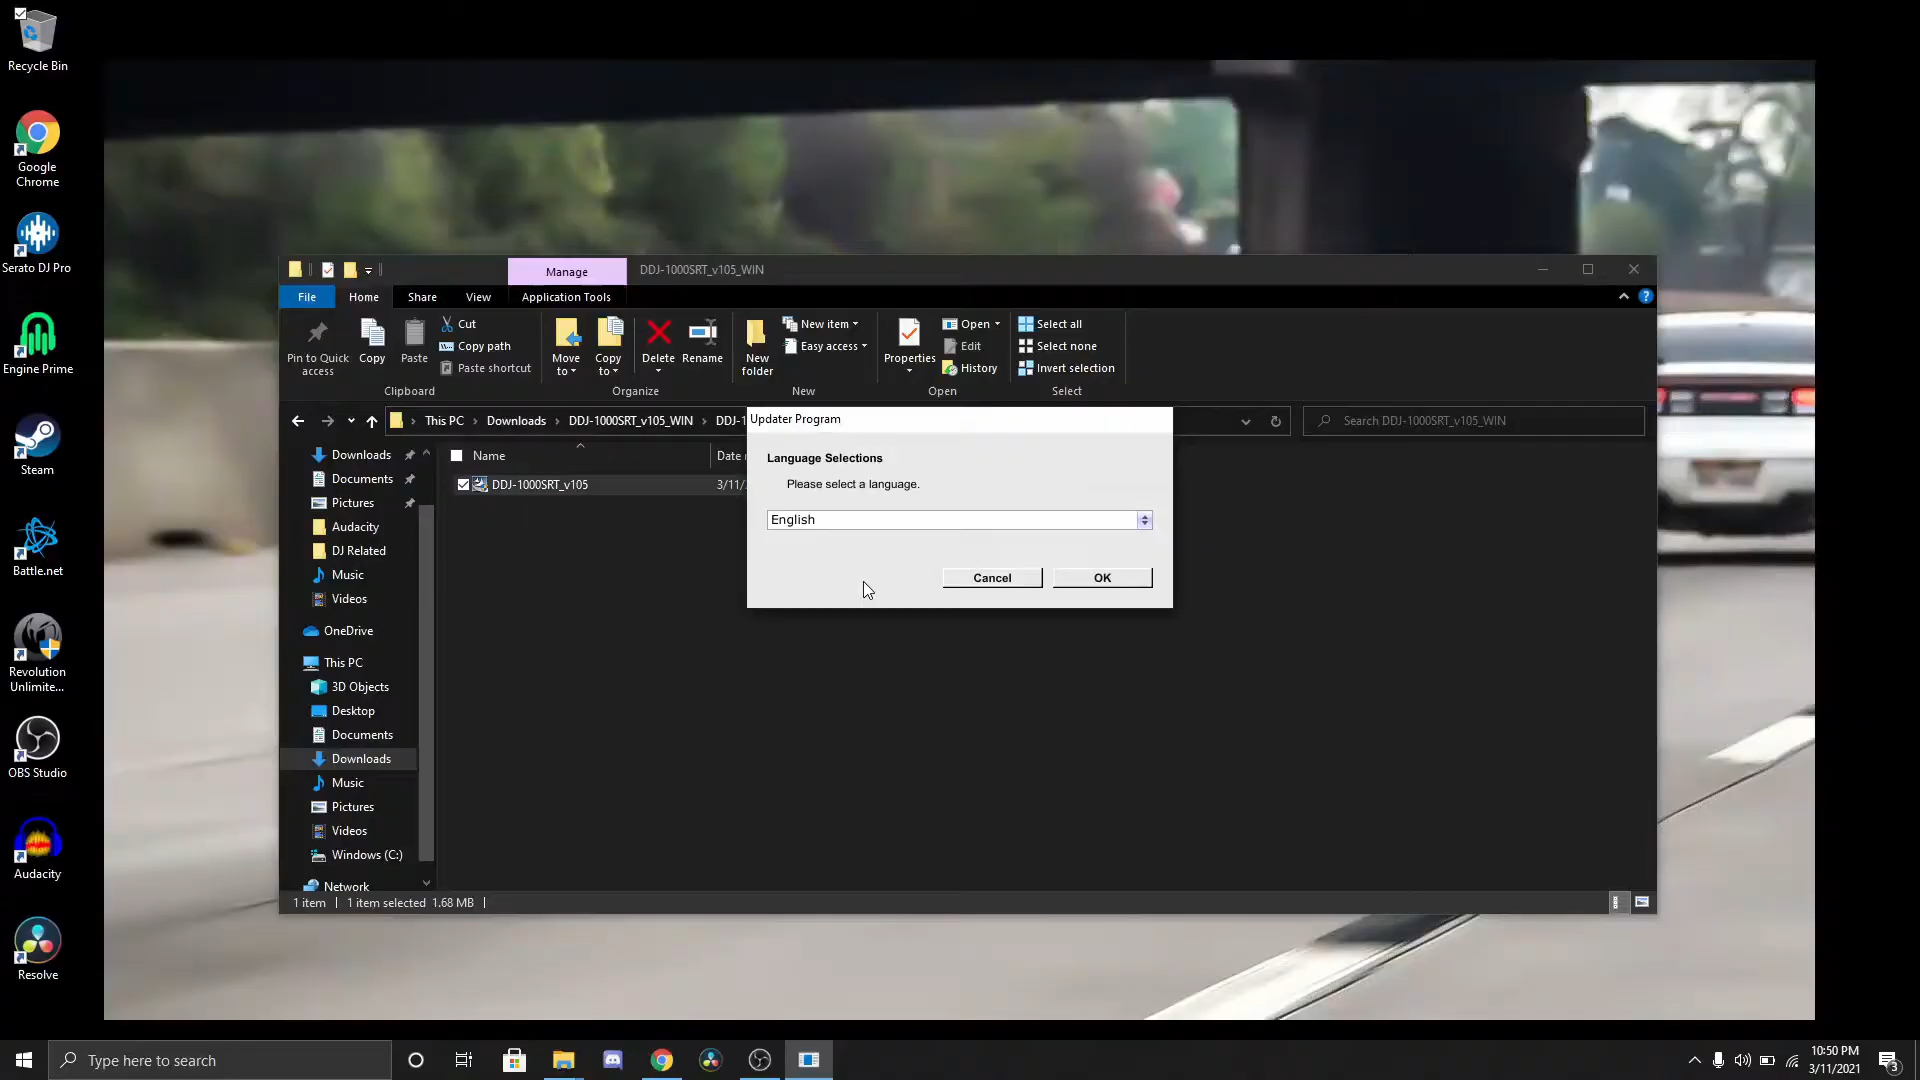 Recycle Bin
Google
Chrome
Serato DJ Pro
Engine Prime
Steam
Battle.net
Revolution
Unlimite...
OBS Studio
Audacity
Resolve
Manage
DDJ-1000SRT_v105_WIN
File
Home
Share
View
Application Tools
Pin to Quick
access
Copy
Paste
Cut
Copy path
Paste shortcut
Clipboard
Move
to
Copy
to
Delete
Rename
Organize
New
folder
New item
Easy access
New
Properties
Open
Edit
History
Open
Select all
Select none
Invert selection
Select
This PC > Downloads > DDJ-1000SRT_v105_WIN > DDJ-1
Search DDJ-1000SRT_v105_WIN
Downloads
Documents
Pictures
Audacity
DJ Related
Music
Videos
OneDrive
This PC
3D Objects
Desktop
Documents
Downloads
Music
Pictures
Videos
Windows (C:)
Network
Name
Date
DDJ-1000SRT_v105
3/11/
Updater Program
Language Selections
Please select a language.
English
Cancel
OK
1 item
1 item selected 1.68 MB
Type here to search
10:50 PM
3/11/2021
3